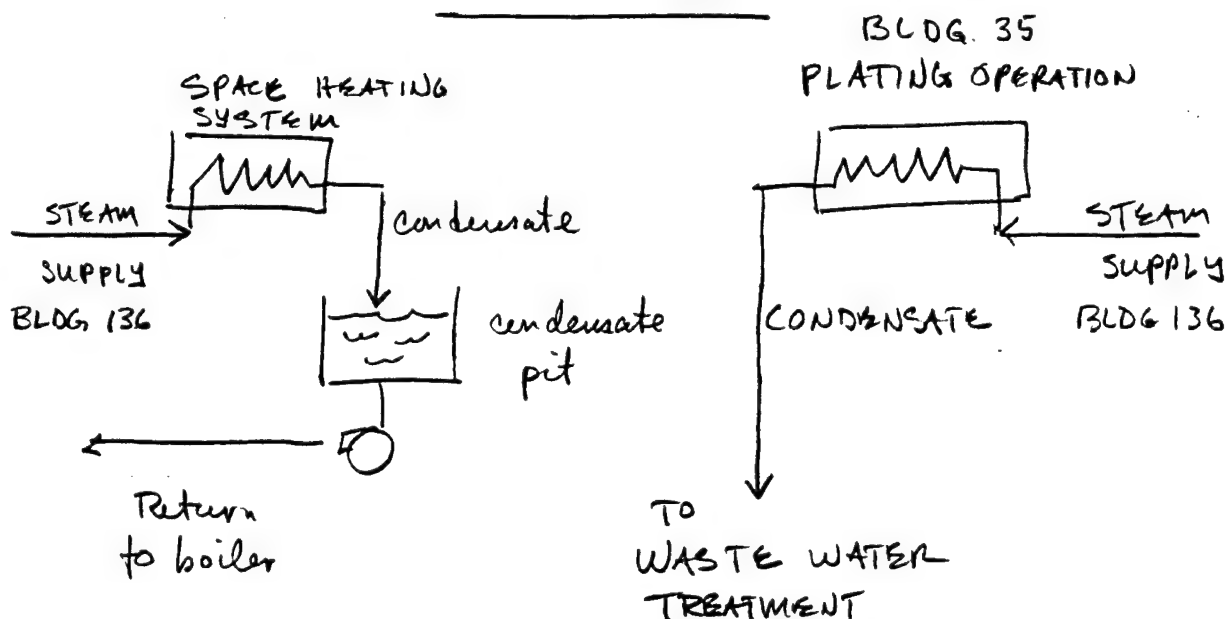 BLDG. 35
PLATING OPERATION
SPACE HEATING
SYSTEM
STEAM
SUPPLY
BLDG 136
condensate
condensate
pit
Return
to boiler
STEAM
SUPPLY
BLDG 136
CONDENSATE
TO
WASTE WATER
TREATMENT